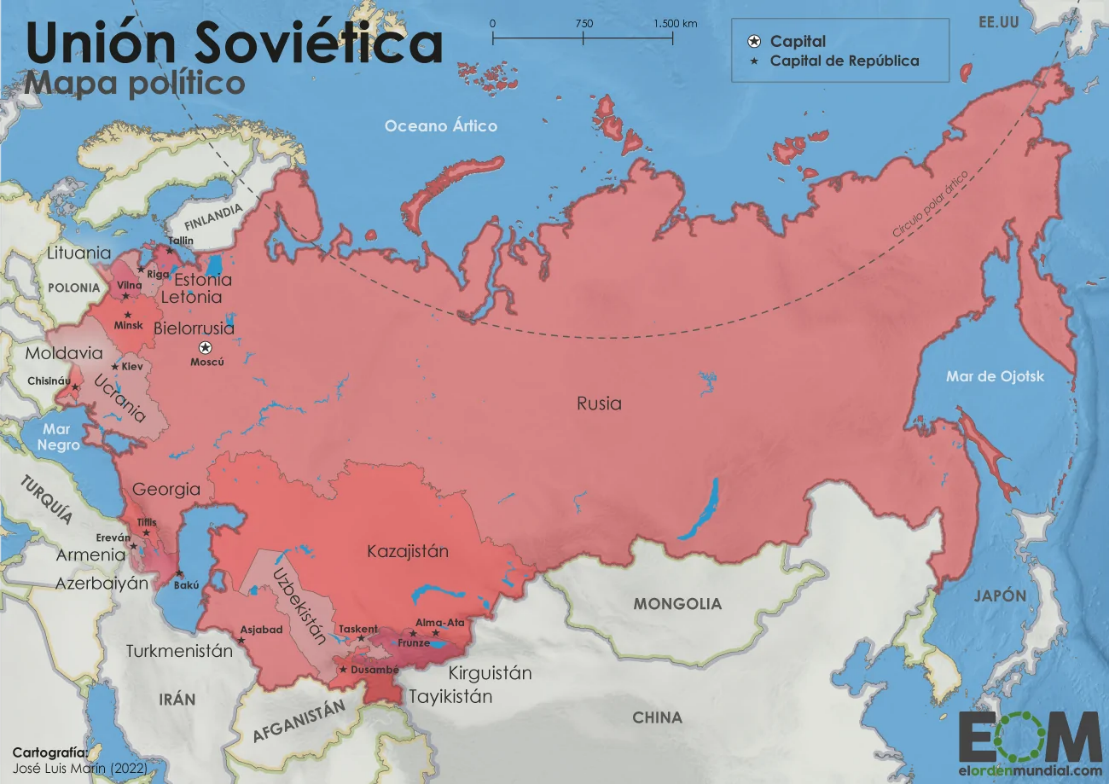 Unión Soviética
Mapa político
0 750 1.500 km
Capital
Capital de República
EE.UU
Oceano Ártico
Círculo polar ártico
FINLANDIA
Tallin
Lituania
Riga
Estonia
POLONIA
Vilna
Letonia
Minsk
Bielorrusia
Moscú
Moldavia
Kiev
Chisináu
Ucrania
Rusia
Mar de Ojotsk
Mar
Negro
TURQUÍA
Georgia
Tiflis
Ereván
Armenia
Azerbaiyán
Bakú
Kazajistán
Uzbekistán
MONGOLIA
JAPÓN
Asjabad
Taskent
Alma-Ata
Frunze
Turkmenistán
Dusambé
Kirguistán
Tayikistán
IRÁN
AFGANISTÁN
CHINA
Cartografía:
José Luis Marín (2022)
EOM
elordenmundial.com